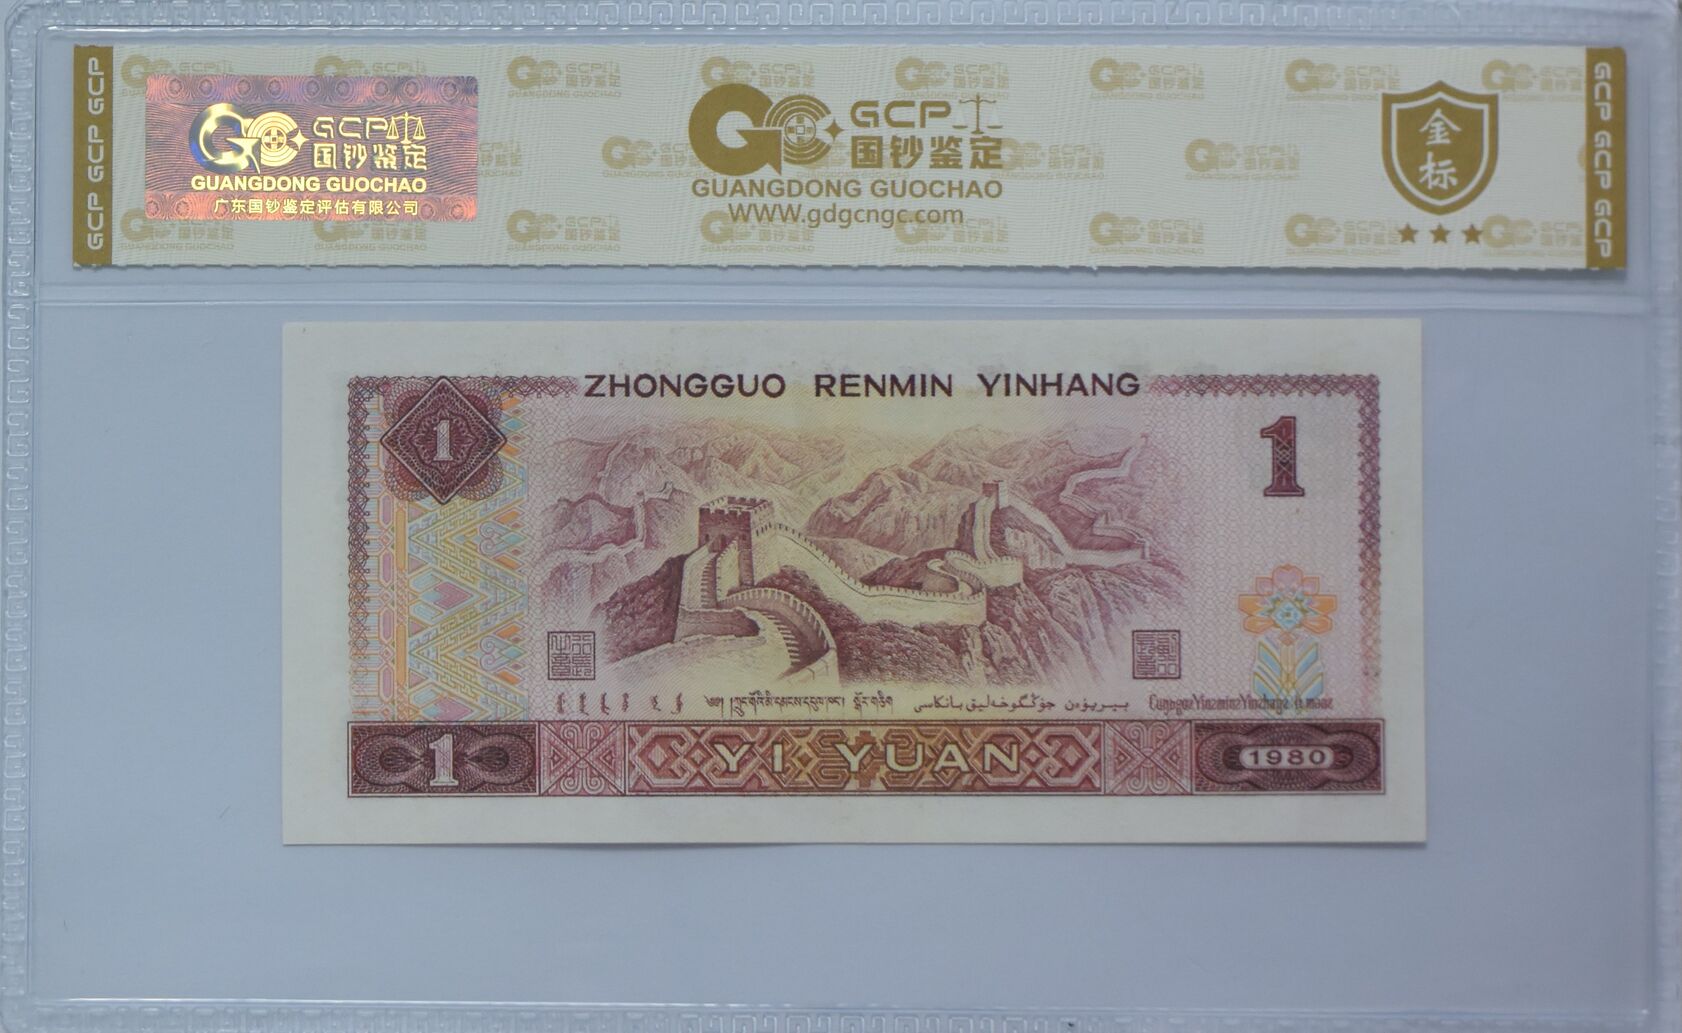 GCP GCP GCP
GCP 国钞鉴定
GUANGDONG GUOCHAO
广东国钞鉴定评估有限公司
GCP
国钞鉴定
GUANGDONG GUOCHAO
WWW.gdgcngc.com
金标
GCP GCP GCP
ZHONGGUO RENMIN YINHANG
1
1
1
YI YUAN
1980